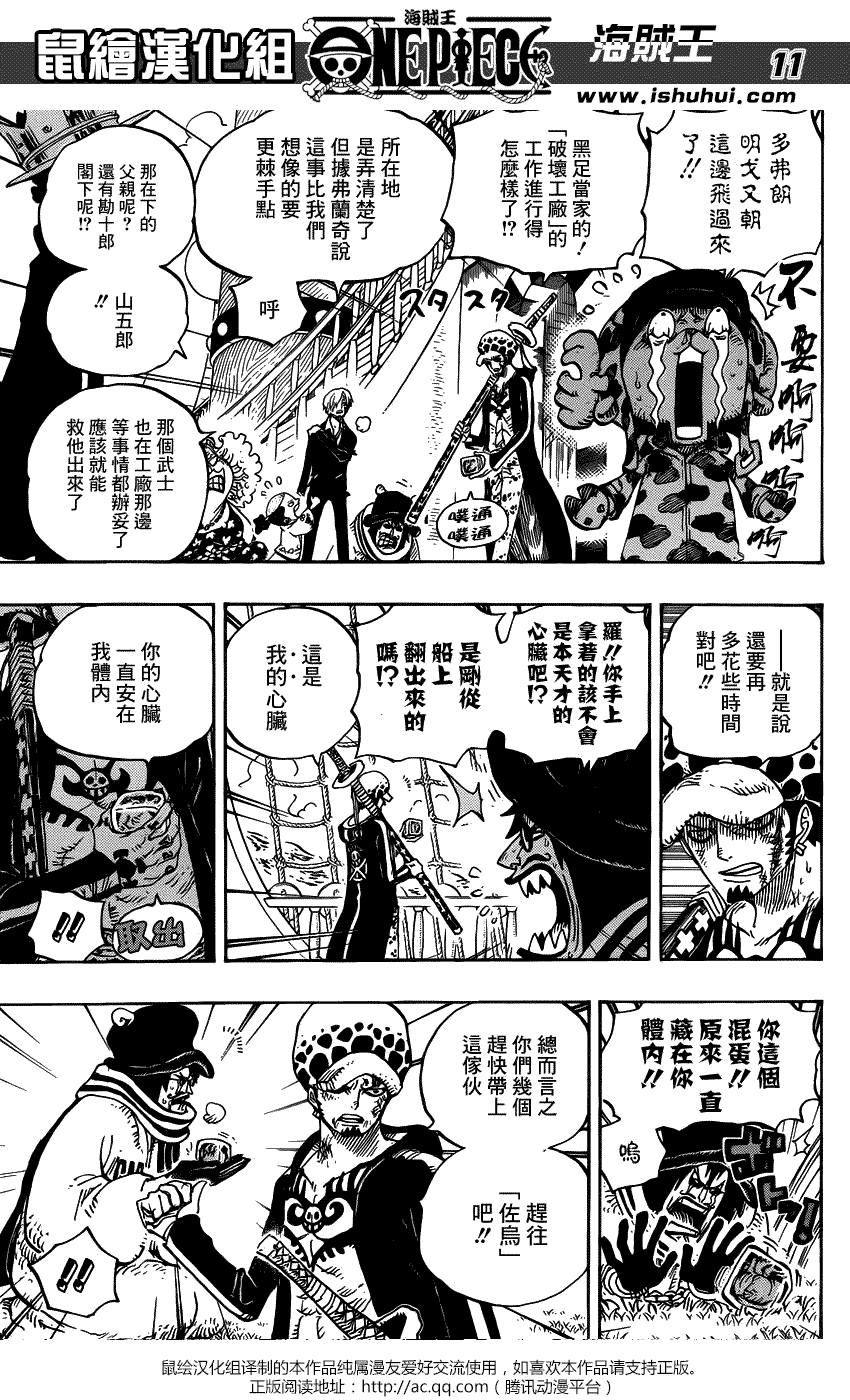 鼠繪漢化組
海賊王
ONE PIECE
海賊王
www.ishuhui.com
11
多弗朗
明戈又朝
這邊飛過來
了!!
不要啊啊啊啊啊
黑足當家的!
「破壞工廠」的
工作進行得
怎麼樣了!?
所在地
是弄清楚了
但據弗蘭奇說
這事比我們
想像的要
更棘手點
呼
スタスタ
噗通
噗通
那在下的
父親呢?
還有勘十郎
閣下呢!?
山五郎
!!
那個武士
也在工廠那邊
等事情都辦妥了
應該就能
救他出來了
──就是說
還要再
多花些時間
對吧!!
羅!!你手上
拿著的該不會
是本天才的
心臟吧!?
是剛從
船上
翻出來的
嗎!?
這是
我的心臟
你的心臟
一直安在
我體內
取出
!!
你這個
混蛋!!
原來一直
藏在你
體內!!
嗚
總而言之
你們幾個
趕快帶上
這傢伙
趕往
「佐烏」
吧!!
!!
鼠绘汉化组译制的本作品纯属漫友爱好交流使用，如喜欢本作品请支持正版。
正版阅读地址：http://ac.qq.com（腾讯动漫平台）